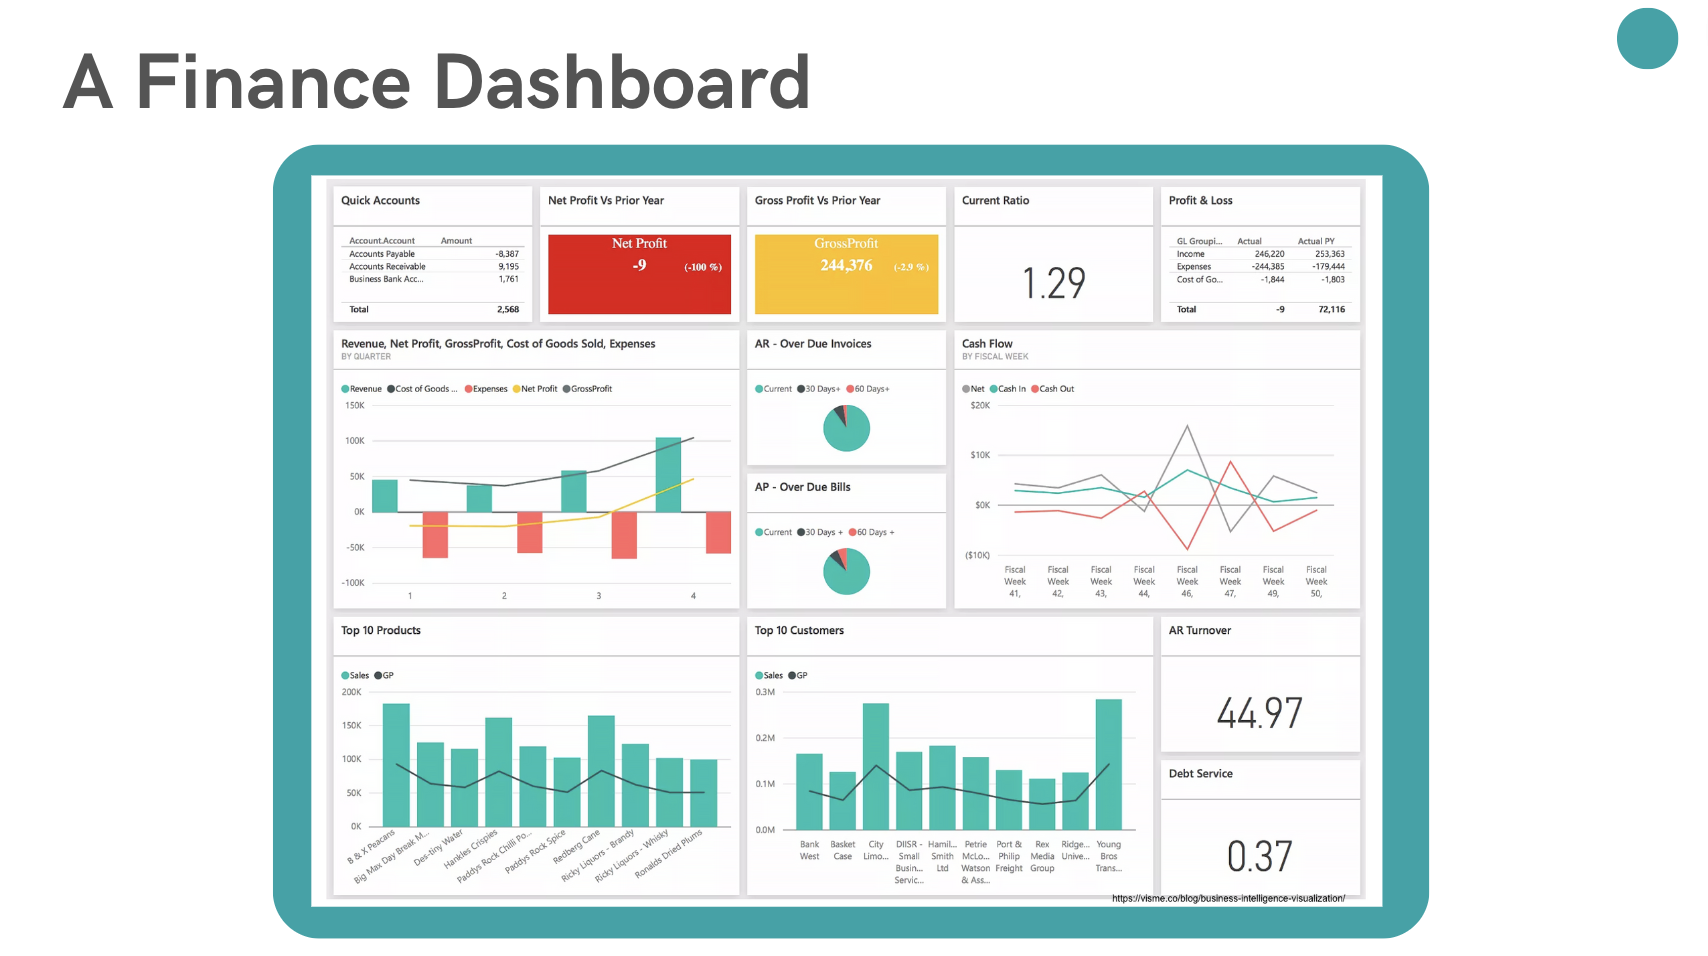 A Finance Dashboard
Quick Accounts
Account.Account Amount
Accounts Payable -8,387
Accounts Receivable 9,195
Business Bank Acc... 1,761
Total 2,568
Net Profit Vs Prior Year
Net Profit
-9 (-100 %)
Gross Profit Vs Prior Year
GrossProfit
244,376 (-2.9 %)
Current Ratio
1.29
Profit & Loss
GL Groupi... Actual Actual PY
Income 246,220 253,363
Expenses -244,385 -179,444
Cost of Go... -1,844 -1,803
Total -9 72,116
Revenue, Net Profit, GrossProfit, Cost of Goods Sold, Expenses
BY QUARTER
Revenue Cost of Goods ... Expenses Net Profit GrossProfit
150K
100K
50K
0K
-50K
-100K
1 2 3 4
AR - Over Due Invoices
Current 30 Days+ 60 Days+
AP - Over Due Bills
Current 30 Days + 60 Days +
Cash Flow
BY FISCAL WEEK
Net Cash In Cash Out
$20K
$10K
$0K
($10K)
Fiscal Fiscal Fiscal Fiscal Fiscal Fiscal Fiscal Fiscal
Week Week Week Week Week Week Week Week
41, 42, 43, 44, 46, 47, 49, 50,
Top 10 Products
Sales GP
200K
150K
100K
50K
0K
B & X Peacans
Big Max Day Break M...
Des-tiny Water
Hankles Crispies
Paddys Rock Chilli Po...
Paddys Rock Spice
Redberg Cane
Ricky Liquors - Brandy
Ricky Liquors - Whisky
Ronalds Dried Plums
Top 10 Customers
Sales GP
0.3M
0.2M
0.1M
0.0M
Bank Basket City DIISR - Hamil... Petrie Port & Rex Ridge... Young
West Case Limo... Small Smith McLo... Philip Media Unive... Bros
Busin... Ltd Watson Freight Group Trans...
Servic... & Ass...
AR Turnover
44.97
Debt Service
0.37
https://visme.co/blog/business-intelligence-visualization/